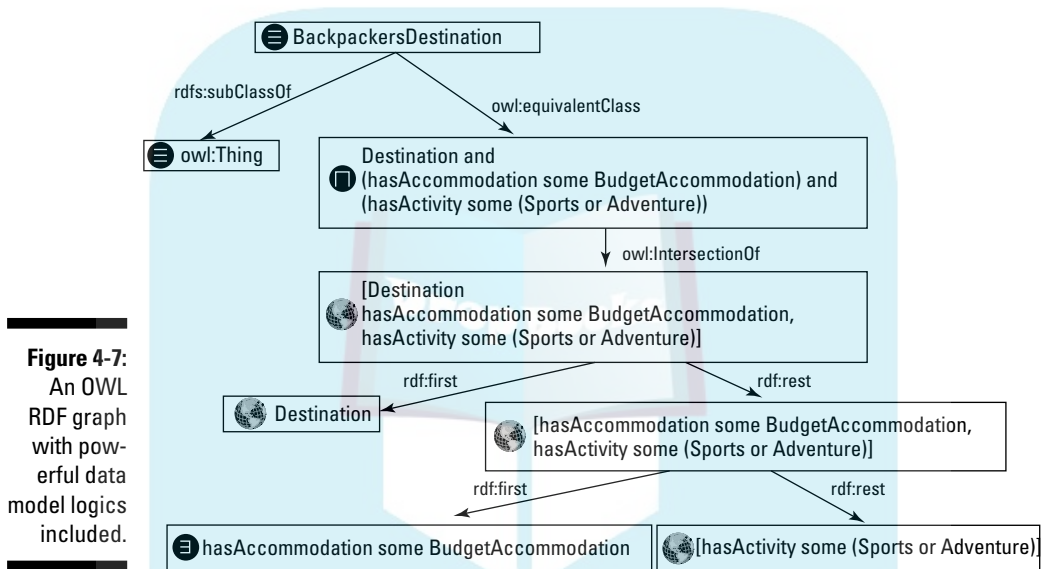 BackpackersDestination
rdfs:subClassOf
owl:equivalentClass
owl:Thing
Destination and
(hasAccommodation some BudgetAccommodation) and
(hasActivity some (Sports or Adventure))
owl:IntersectionOf
[Destination
hasAccommodation some BudgetAccommodation,
hasActivity some (Sports or Adventure)]
rdf:first
rdf:rest
Destination
[hasAccommodation some BudgetAccommodation,
hasActivity some (Sports or Adventure)]
rdf:first
rdf:rest
hasAccommodation some BudgetAccommodation
[hasActivity some (Sports or Adventure)]
Figure 4-7:
An OWL
RDF graph
with pow-
erful data
model logics
included.